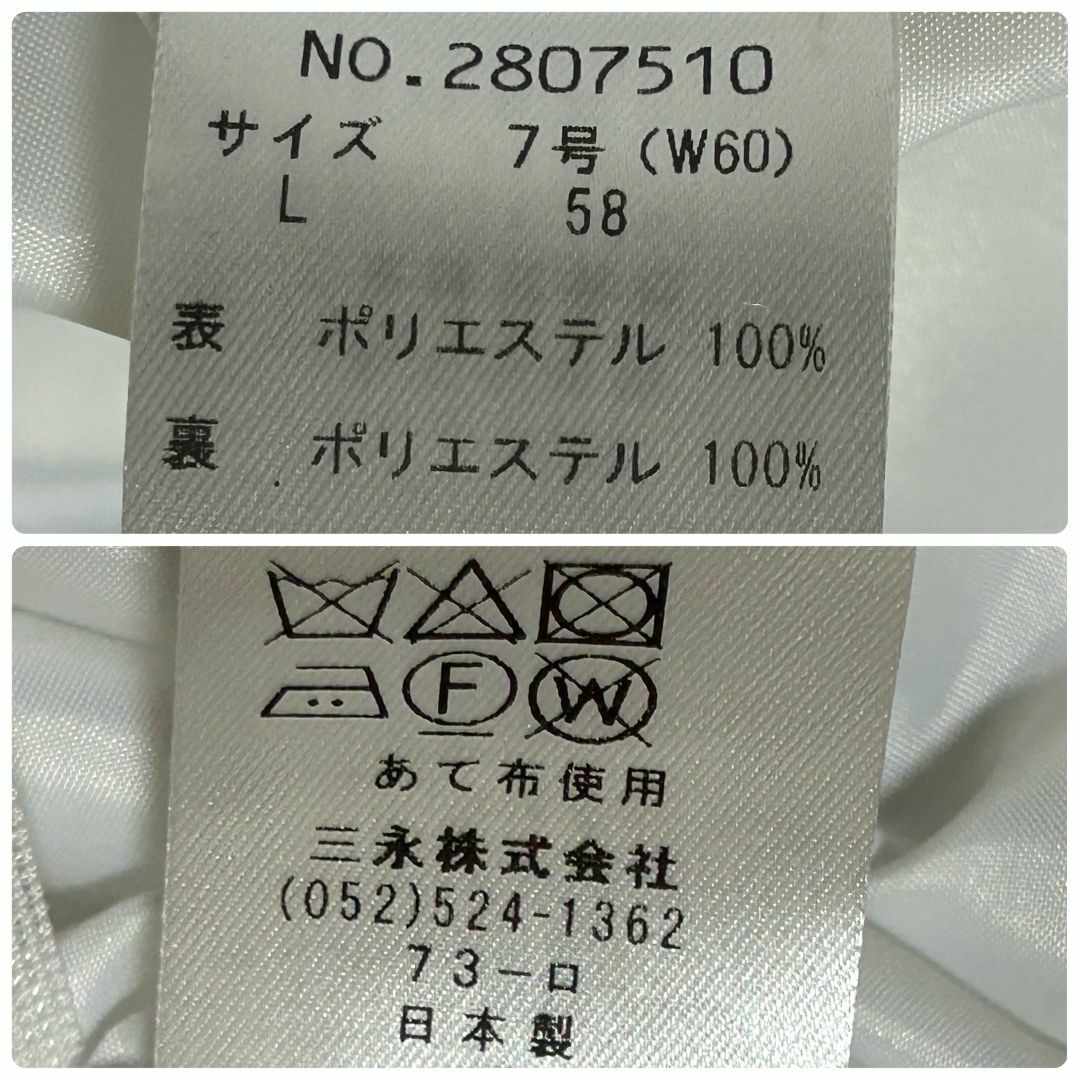 NO.2807510
サイズ 7号(W60)
L 58
表 ポリエステル 100%
裏 ポリエステル 100%
F W
あて布使用
三永株式会社
(052)524-1362
73-ロ
日本製